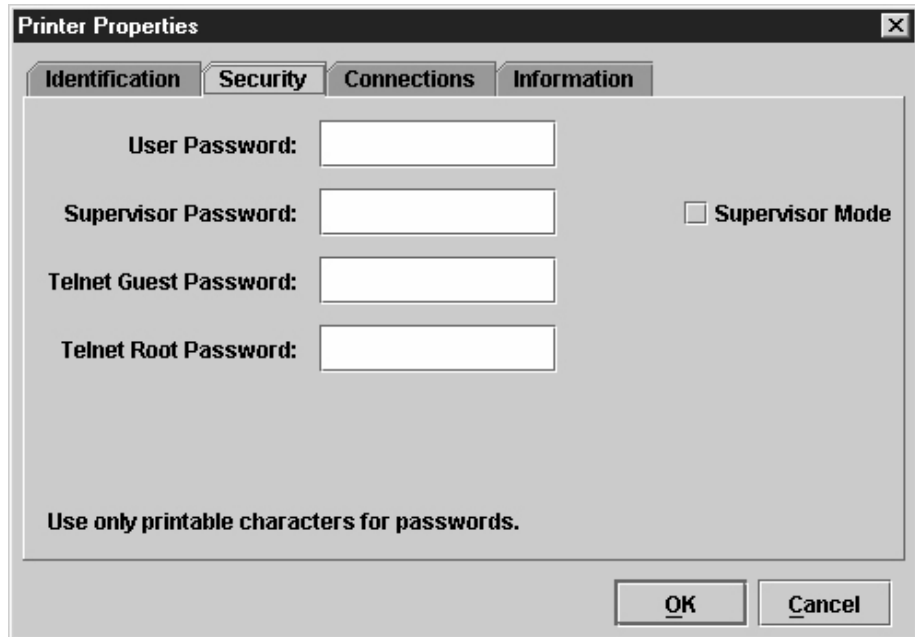 Printer Properties
Identification Security Connections Information
User Password:
Supervisor Password: Supervisor Mode
Telnet Guest Password:
Telnet Root Password:
Use only printable characters for passwords.
OK Cancel